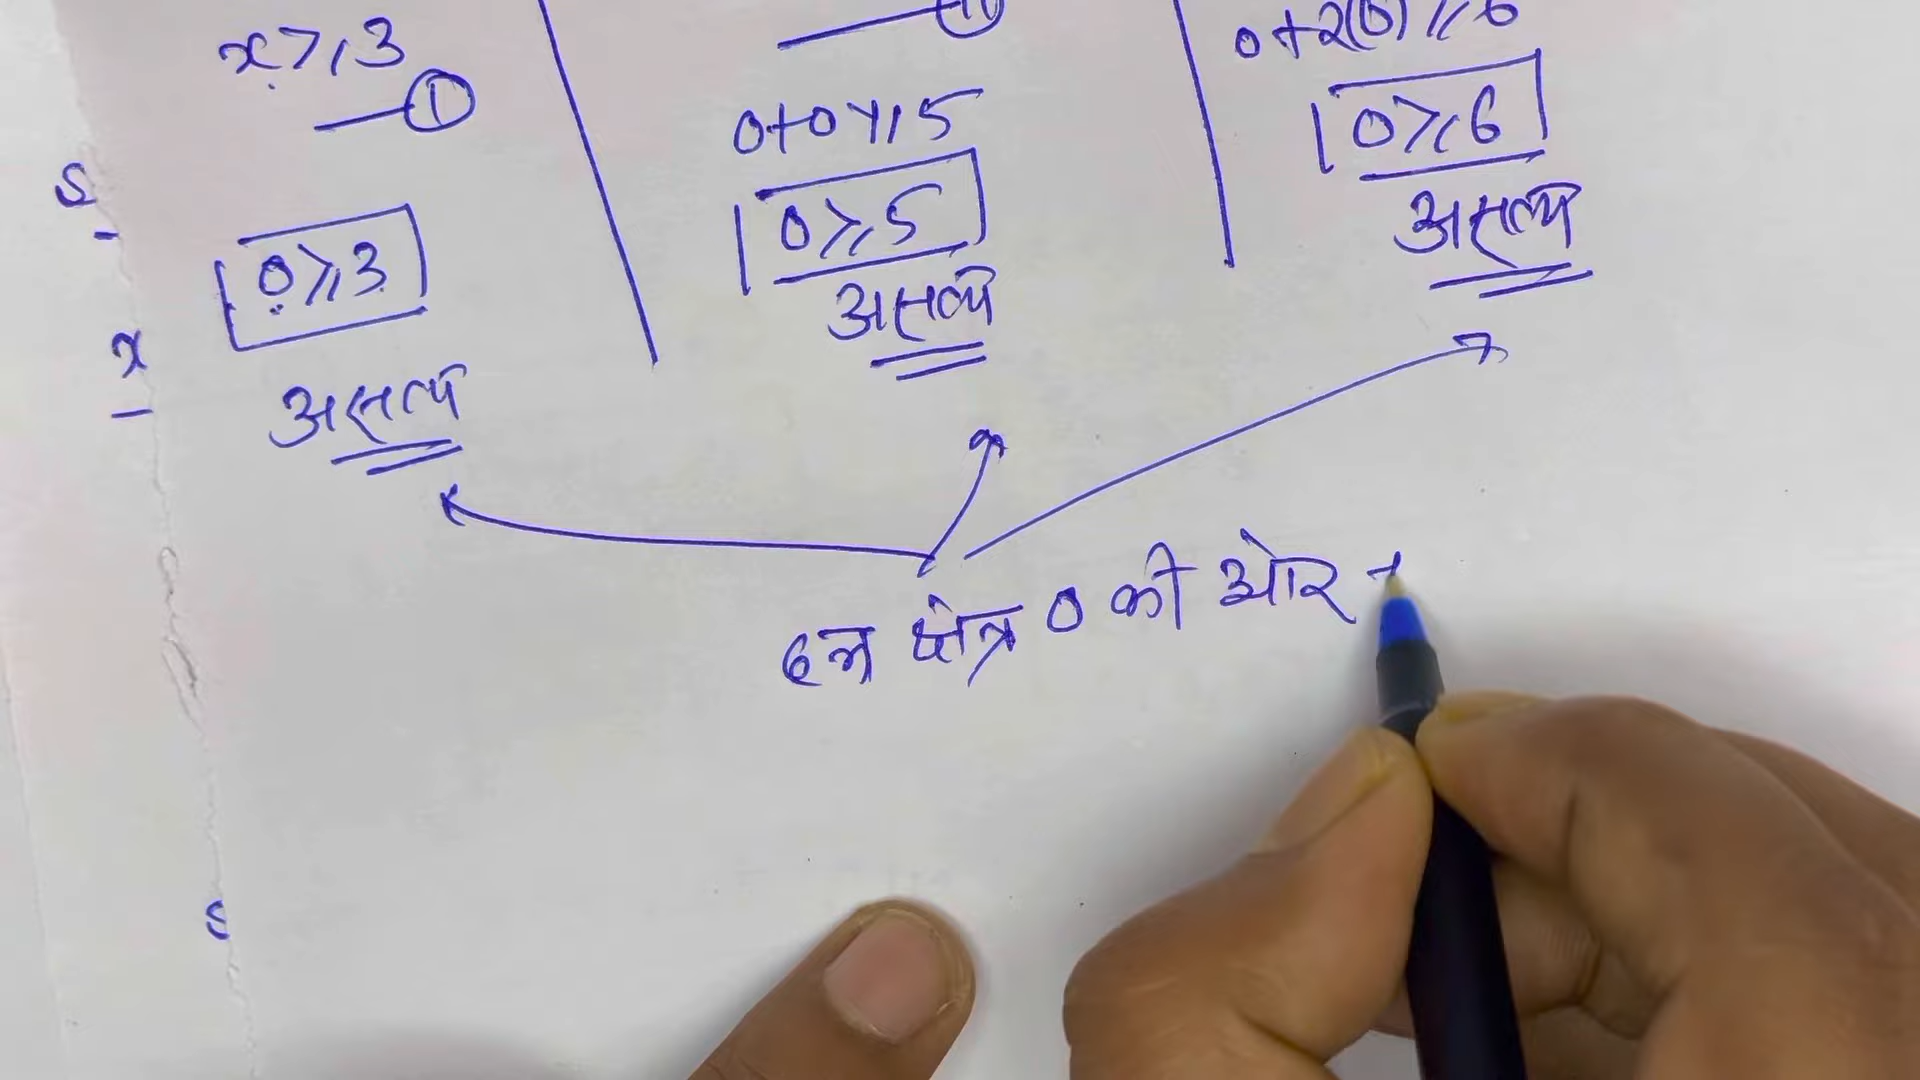 x ≥ 3
— (I)
0 ≥ 3
असत्य
0+0 ≥ 5
0 ≥ 5
असत्य
0+2(0) ≥ 6
0 ≥ 6
असत्य
हम क्षेत्र 0 की ओर
x